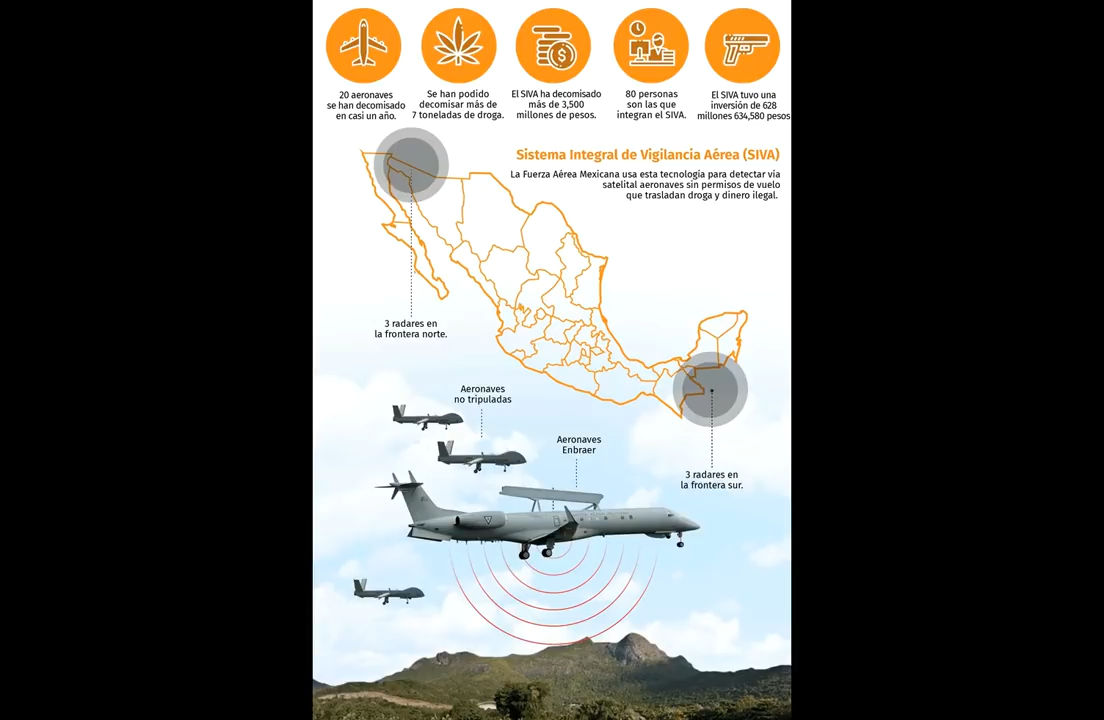 20 aeronaves
se han decomisado
en casi un año.
Se han podido
decomisar más de
7 toneladas de droga.
El SIVA ha decomisado
más de 3,500
millones de pesos.
80 personas
son las que
integran el SIVA.
El SIVA tuvo una
inversión de 628
millones 634,580 pesos
Sistema Integral de Vigilancia Aérea (SIVA)
La Fuerza Aérea Mexicana usa esta tecnología para detectar vía
satelital aeronaves sin permisos de vuelo
que trasladan droga y dinero ilegal.
3 radares en
la frontera norte.
Aeronaves
no tripuladas
Aeronaves
Enbraer
3 radares en
la frontera sur.